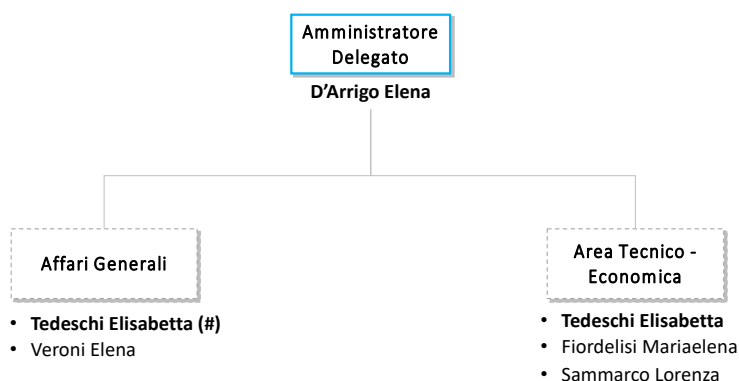 Amministratore
Delegato
D'Arrigo Elena
Affari Generali
• Tedeschi Elisabetta (#)
• Veroni Elena
Area Tecnico -
Economica
• Tedeschi Elisabetta
• Fiordelisi Mariaelena
• Sammarco Lorenza